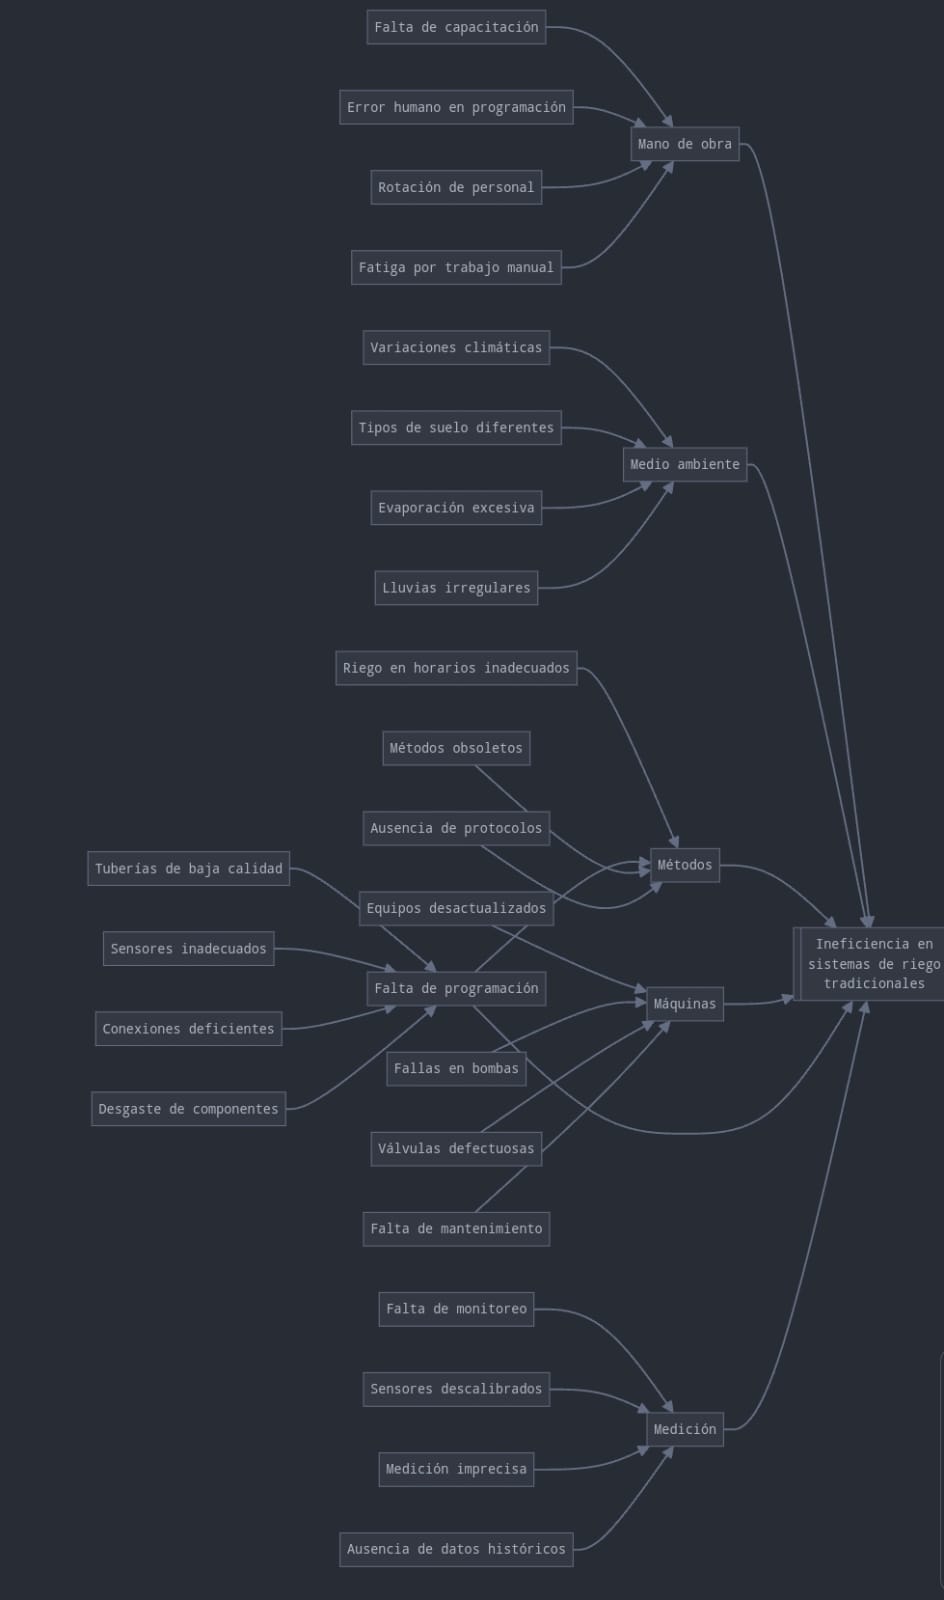 Falta de capacitación
Error humano en programación
Mano de obra
Rotación de personal
Fatiga por trabajo manual
Variaciones climáticas
Tipos de suelo diferentes
Medio ambiente
Evaporación excesiva
Lluvias irregulares
Riego en horarios inadecuados
Métodos obsoletos
Ausencia de protocolos
Métodos
Tuberías de baja calidad
Equipos desactualizados
Sensores inadecuados
Ineficiencia en
sistemas de riego
tradicionales
Falta de programación
Máquinas
Conexiones deficientes
Fallas en bombas
Desgaste de componentes
Válvulas defectuosas
Falta de mantenimiento
Falta de monitoreo
Sensores descalibrados
Medición
Medición imprecisa
Ausencia de datos históricos